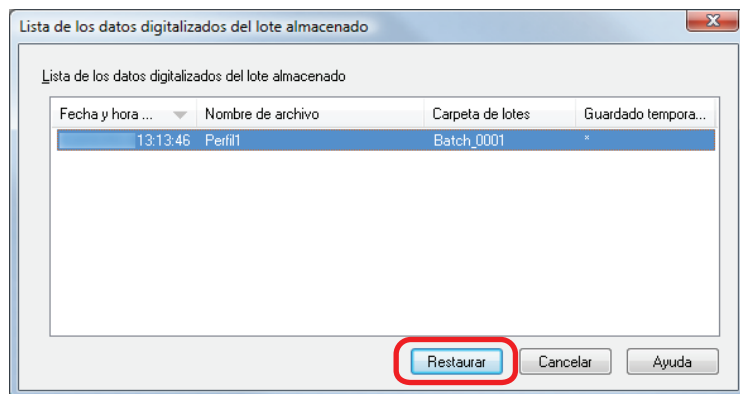 Lista de los datos digitalizados del lote almacenado
Lista de los datos digitalizados del lote almacenado
Fecha y hora ... Nombre de archivo Carpeta de lotes Guardado tempora...
13:13:46 Perfil1 Batch_0001 *
Restaurar Cancelar Ayuda